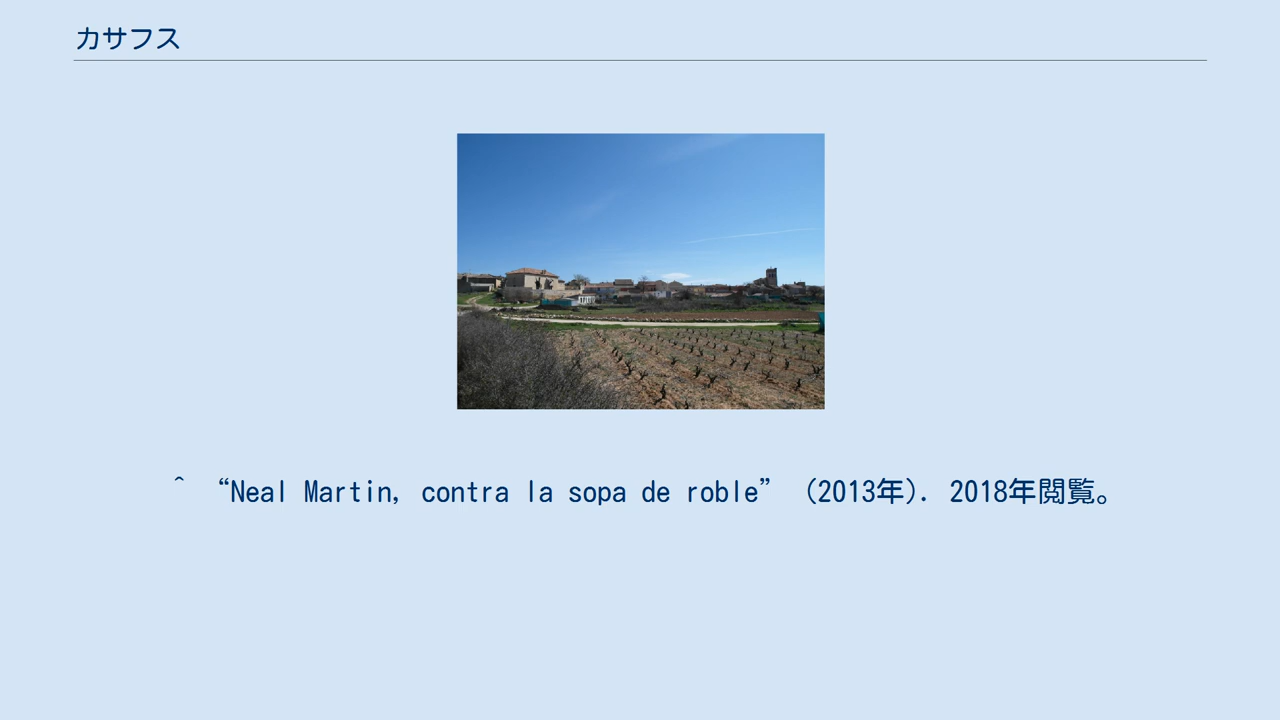 カサフス
^ “Neal Martin, contra la sopa de roble” (2013年). 2018年閲覧。